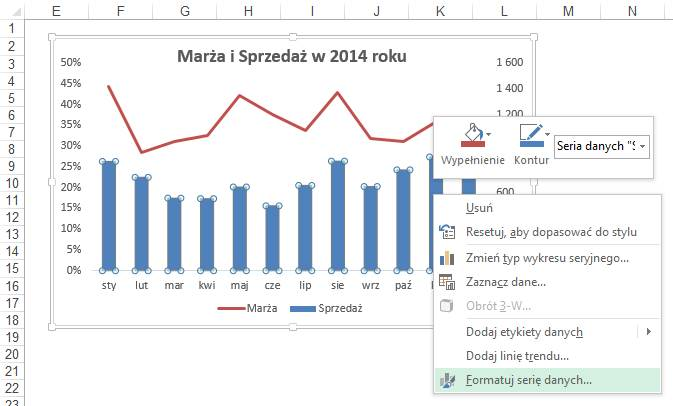 E F G H I J K L M N
1
2
3
4
5
6
7
8
9
10
11
12
13
14
15
16
17
18
19
20
21
22
23
Marża i Sprzedaż w 2014 roku
50%
45%
40%
35%
30%
25%
20%
15%
10%
5%
0%
1 600
1 400
1 200
600
sty lut mar kwi maj cze lip sie wrz paź
Marża Sprzedaż
Wypełnienie Kontur Seria danych "S
Usuń
Resetuj, aby dopasować do stylu
Zmień typ wykresu seryjnego...
Zaznacz dane...
Obrót 3-W...
Dodaj etykiety danych
Dodaj linię trendu...
Formatuj serię danych...